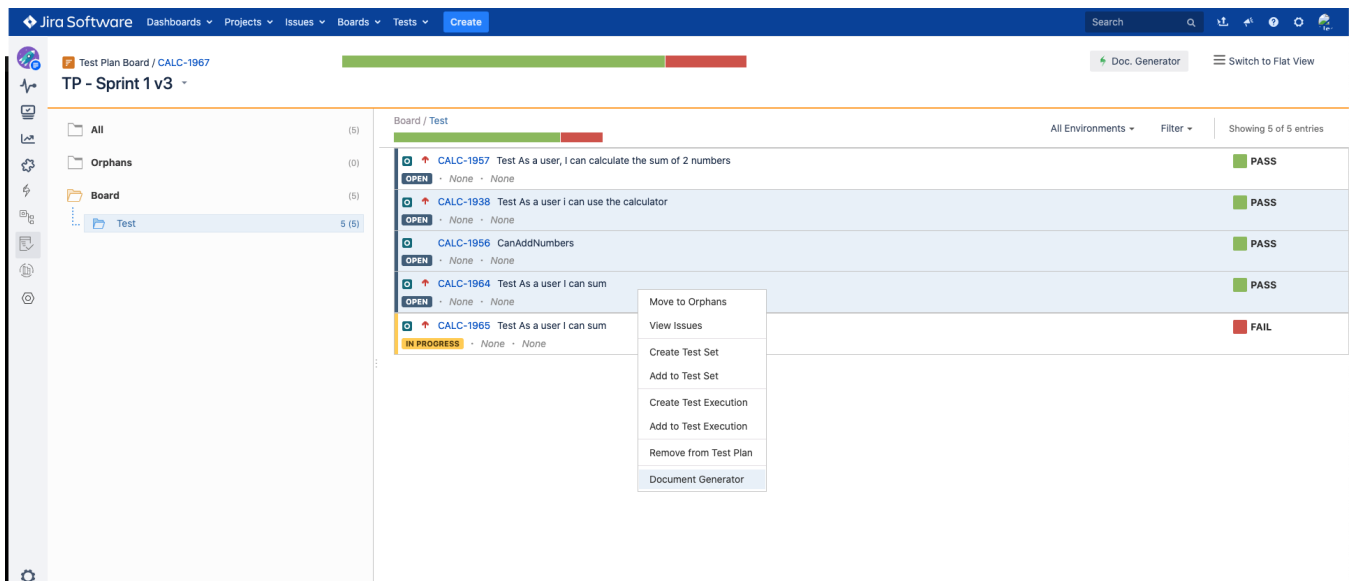 Jira Software Dashboards Projects Issues Boards Tests Create Search
Test Plan Board / CALC-1967
TP - Sprint 1 v3
Doc. Generator Switch to Flat View
All (5)
Orphans (0)
Board (5)
Test 5 (5)
Board / Test
All Environments Filter Showing 5 of 5 entries
CALC-1957 Test As a user, I can calculate the sum of 2 numbers PASS
OPEN · None · None
CALC-1938 Test As a user i can use the calculator PASS
OPEN · None · None
CALC-1956 CanAddNumbers PASS
OPEN · None · None
CALC-1964 Test As a user I can sum PASS
OPEN · None · None
CALC-1965 Test As a user I can sum FAIL
IN PROGRESS · None · None
Move to Orphans
View Issues
Create Test Set
Add to Test Set
Create Test Execution
Add to Test Execution
Remove from Test Plan
Document Generator